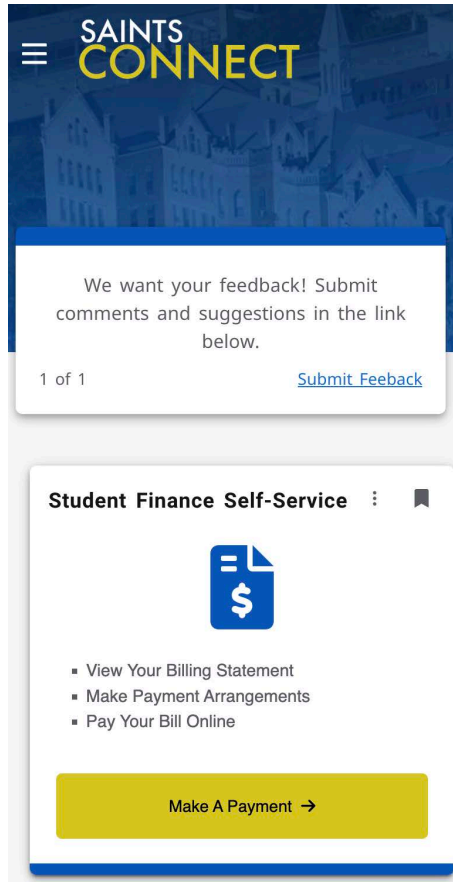 SAINTS
CONNECT
We want your feedback! Submit
comments and suggestions in the link
below.
1 of 1
Submit Feeback
Student Finance Self-Service
$
View Your Billing Statement
Make Payment Arrangements
Pay Your Bill Online
Make A Payment →